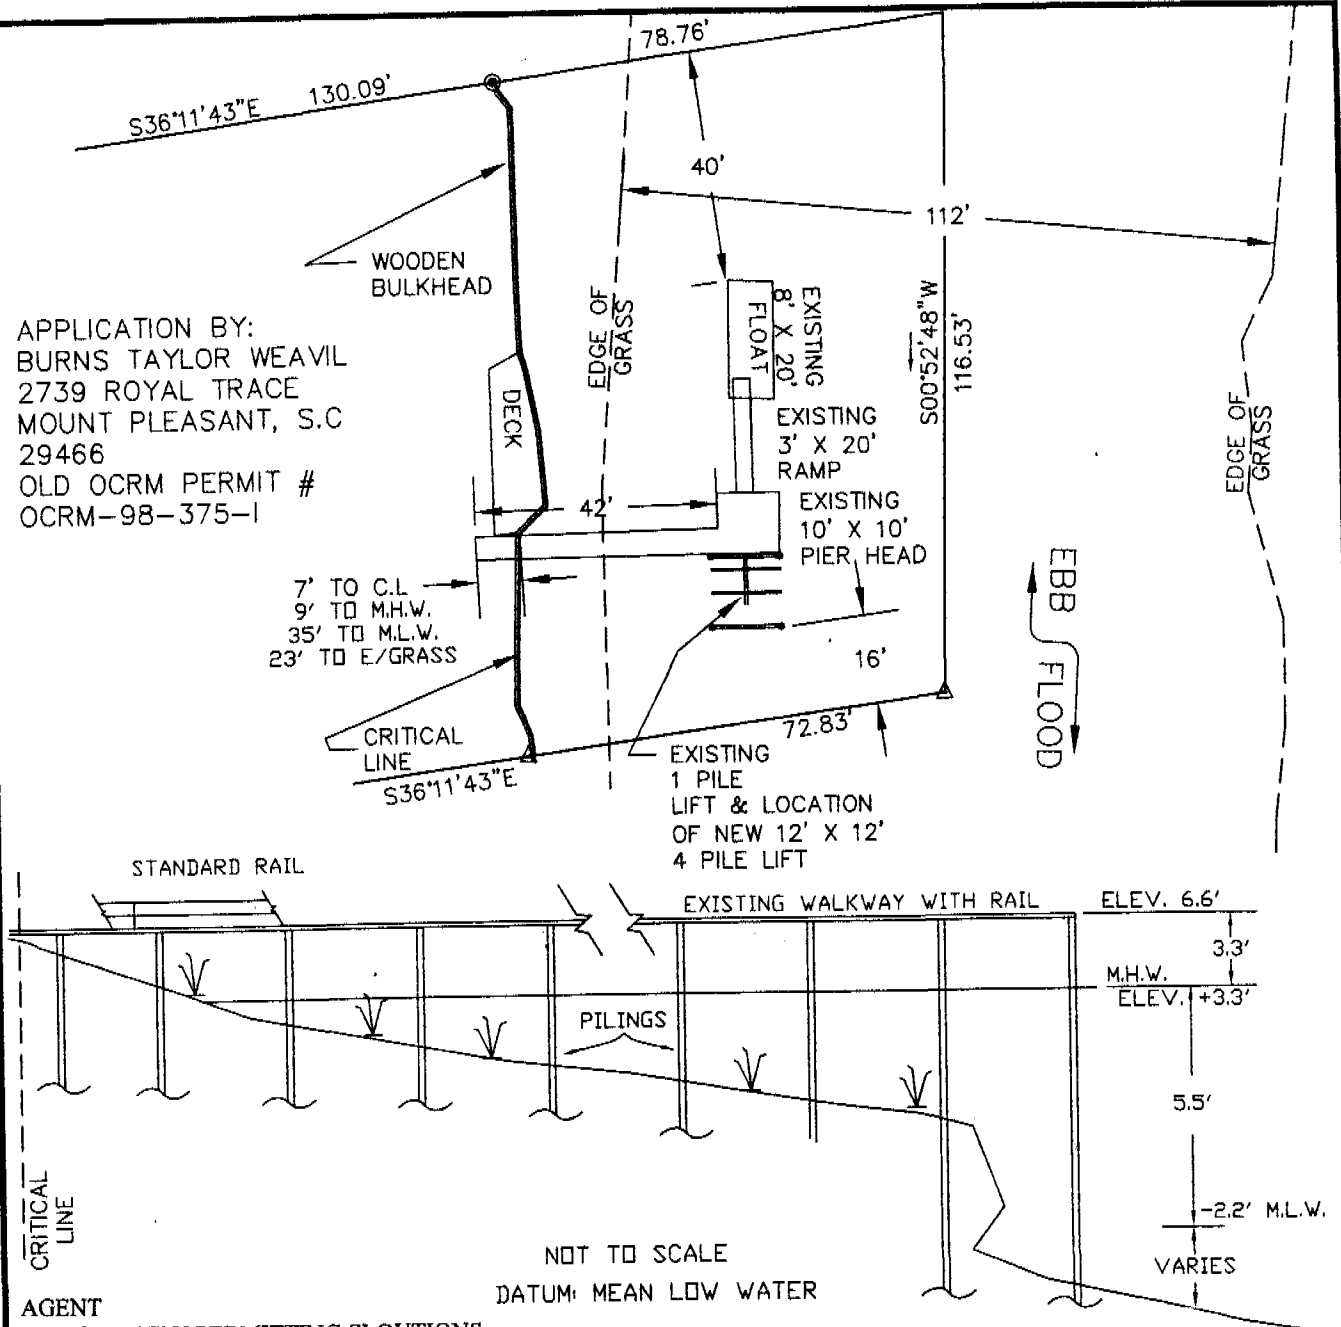 78.76'
130.09'
S36°11'43"E
40'
112'
WOODEN
BULKHEAD
EDGE OF
GRASS
EXISTING
8' X 20'
FLOAT
S00°52'48"W
116.53'
APPLICATION BY:
BURNS TAYLOR WEAVIL
2739 ROYAL TRACE
MOUNT PLEASANT, S.C
29466
OLD OCRM PERMIT #
OCRM-98-375-I
DECK
EXISTING
3' X 20'
RAMP
EDGE OF
GRASS
42'
EXISTING
10' X 10'
PIER HEAD
7' TO C.L
9' TO M.H.W.
35' TO M.L.W.
23' TO E/GRASS
EBB
FLOOD
16'
72.83'
CRITICAL
LINE
S36°11'43"E
EXISTING
1 PILE
LIFT & LOCATION
OF NEW 12' X 12'
4 PILE LIFT
STANDARD RAIL
EXISTING WALKWAY WITH RAIL
ELEV. 6.6'
3.3'
M.H.W.
ELEV. +3.3'
PILINGS
5.5'
CRITICAL
LINE
-2.2' M.L.W.
VARIES
NOT TO SCALE
DATUM: MEAN LOW WATER
AGENT